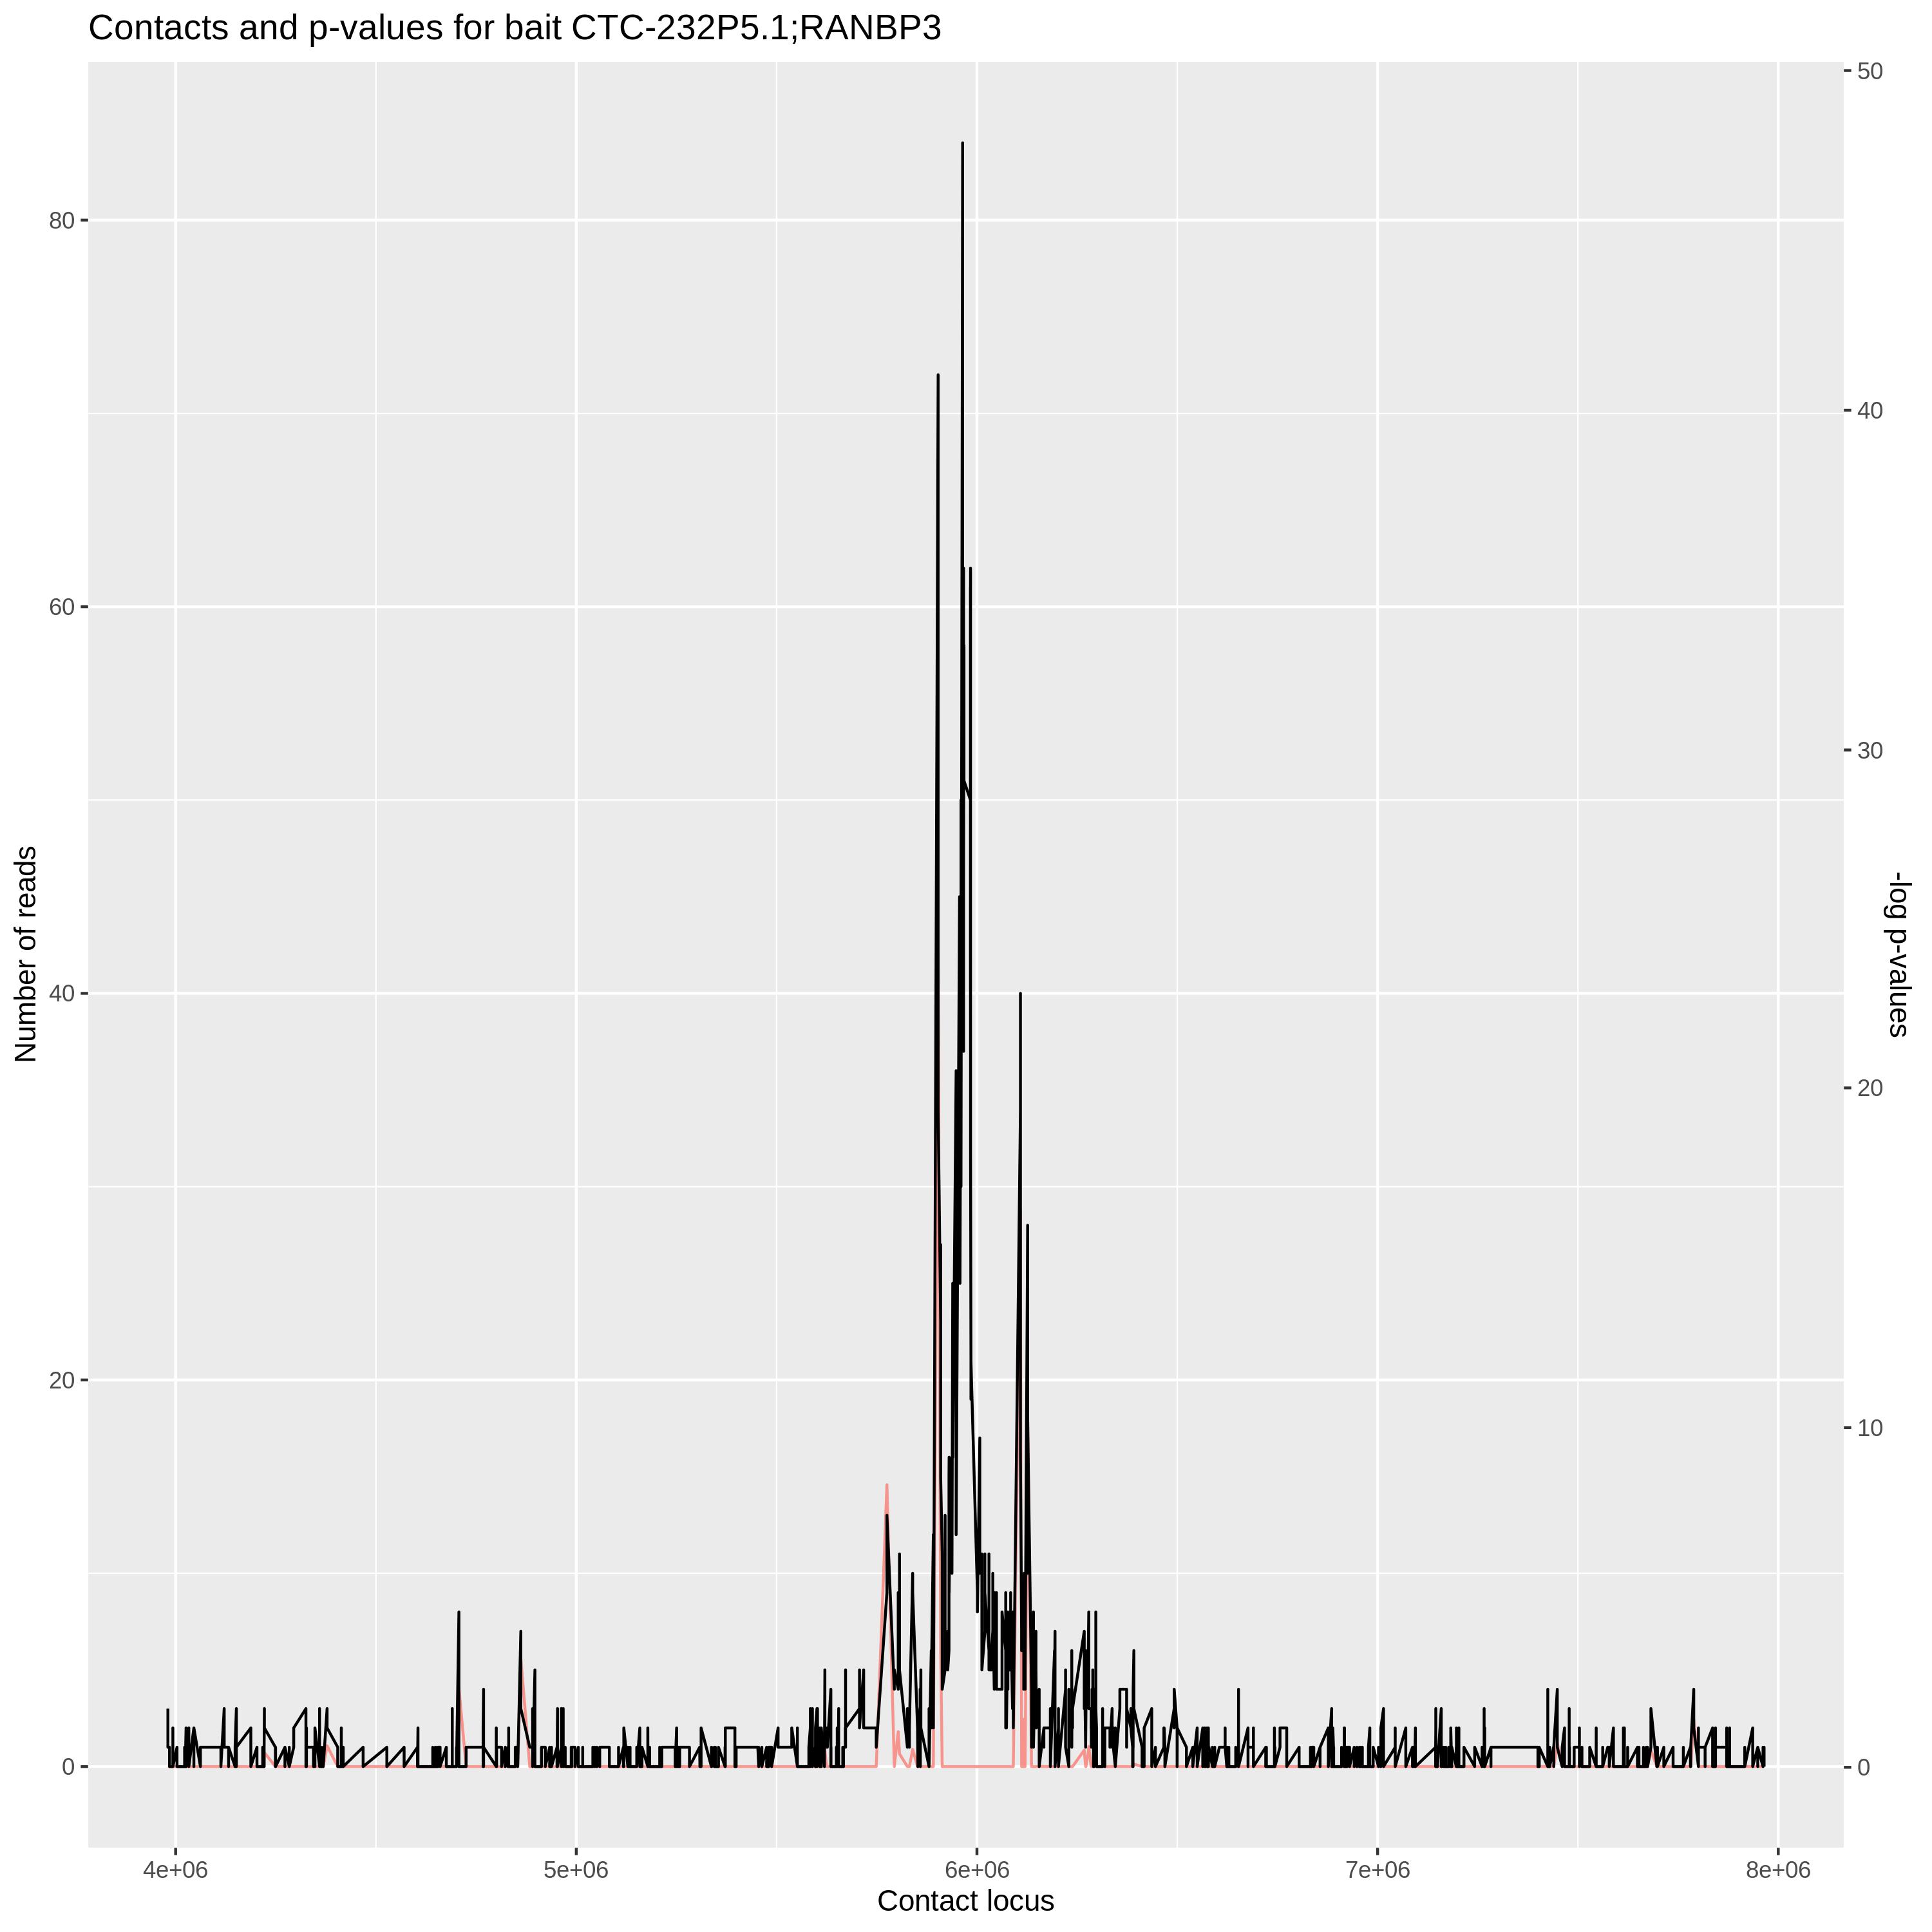 Contacts and p-values for bait CTC-232P5.1;RANBP3
50
80
40
60
30
Number of reads
-log p-values
40
20
20
10
0
0
4e+06 5e+06 6e+06 7e+06 8e+06
Contact locus